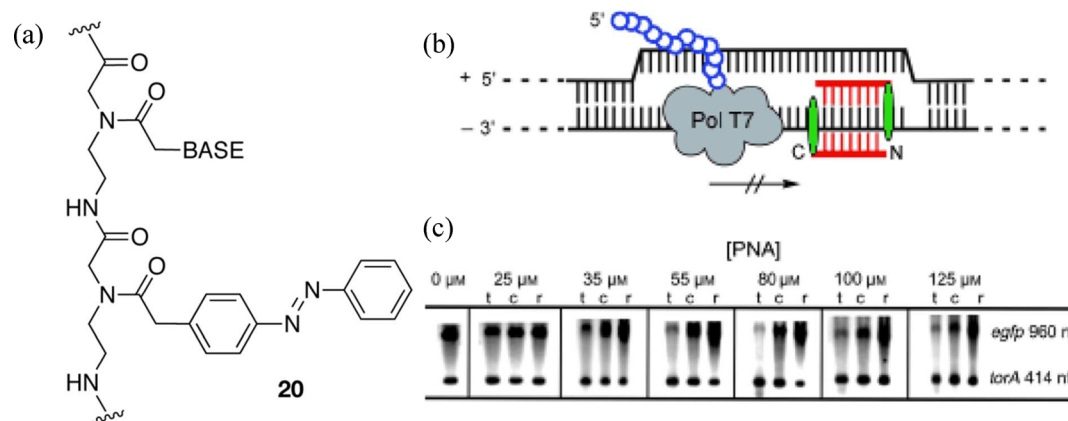 (a)
O
O
N
BASE
HN
O
O
N
N
N
HN
20
(b)
5'
+ 5'
Pol T7
– 3'
C
N
(c)
[PNA]
0 µM 25 µM 35 µM 55 µM 80 µM 100 µM 125 µM
t c r t c r t c r t c r t c r t c r
egfp 960 n
torA 414 nt